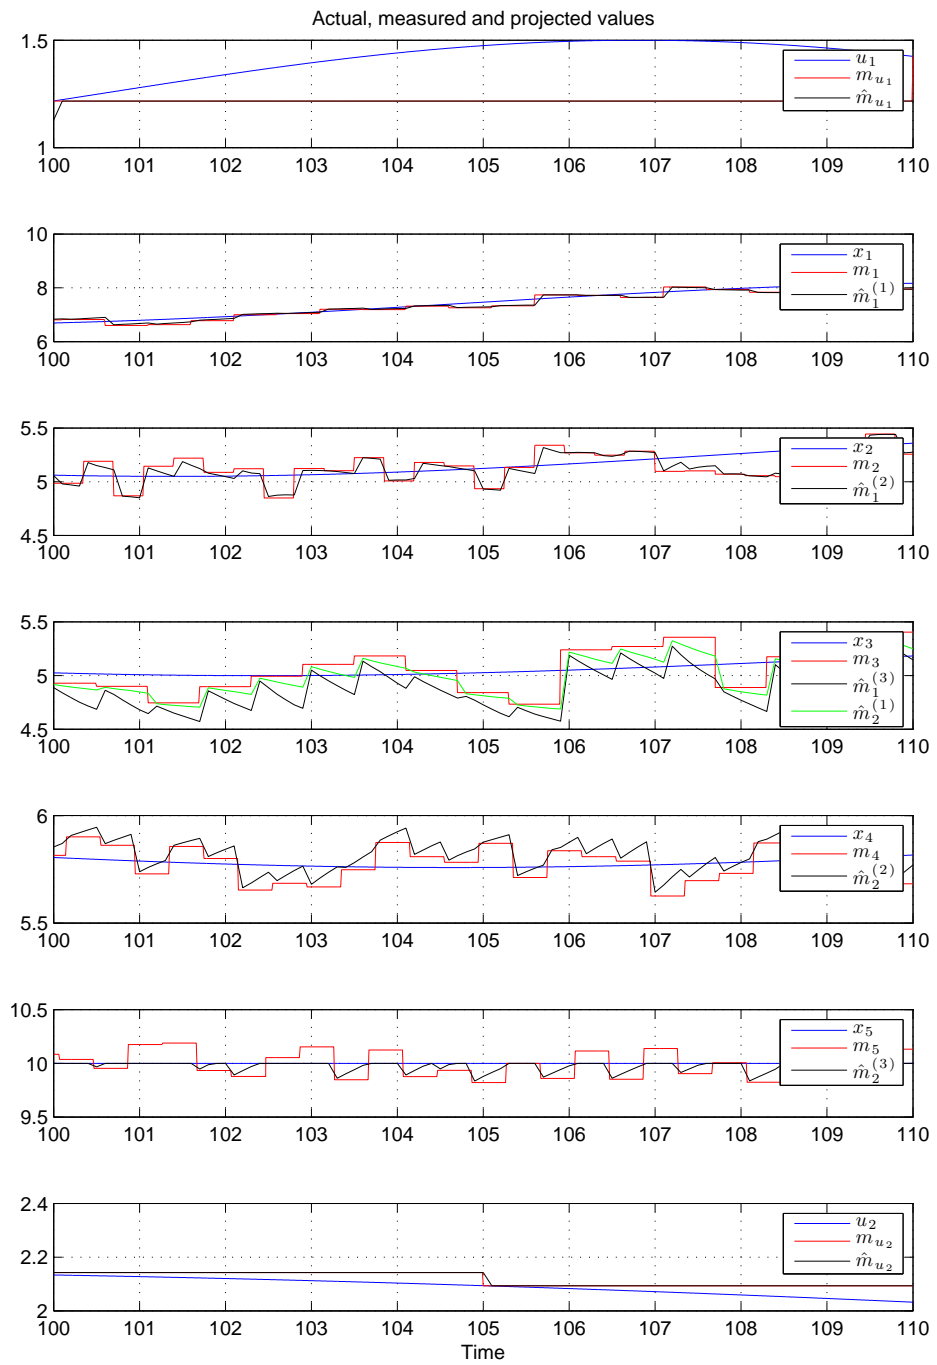 Actual, measured and projected values
1.5
u₁
m_{u₁}
m̂_{u₁}
1
100 101 102 103 104 105 106 107 108 109 110
10
x₁
m₁
8
m̂₁⁽¹⁾
6
100 101 102 103 104 105 106 107 108 109 110
5.5
x₂
m₂
5
m̂₁⁽²⁾
4.5
100 101 102 103 104 105 106 107 108 109 110
5.5
x₃
m₃
5
m̂₁⁽³⁾
m̂₂⁽¹⁾
4.5
100 101 102 103 104 105 106 107 108 109 110
6
x₄
m₄
m̂₂⁽²⁾
5.5
100 101 102 103 104 105 106 107 108 109 110
10.5
x₅
m₅
10
m̂₂⁽³⁾
9.5
100 101 102 103 104 105 106 107 108 109 110
2.4
u₂
m_{u₂}
2.2
m̂_{u₂}
2
100 101 102 103 104 105 106 107 108 109 110
Time